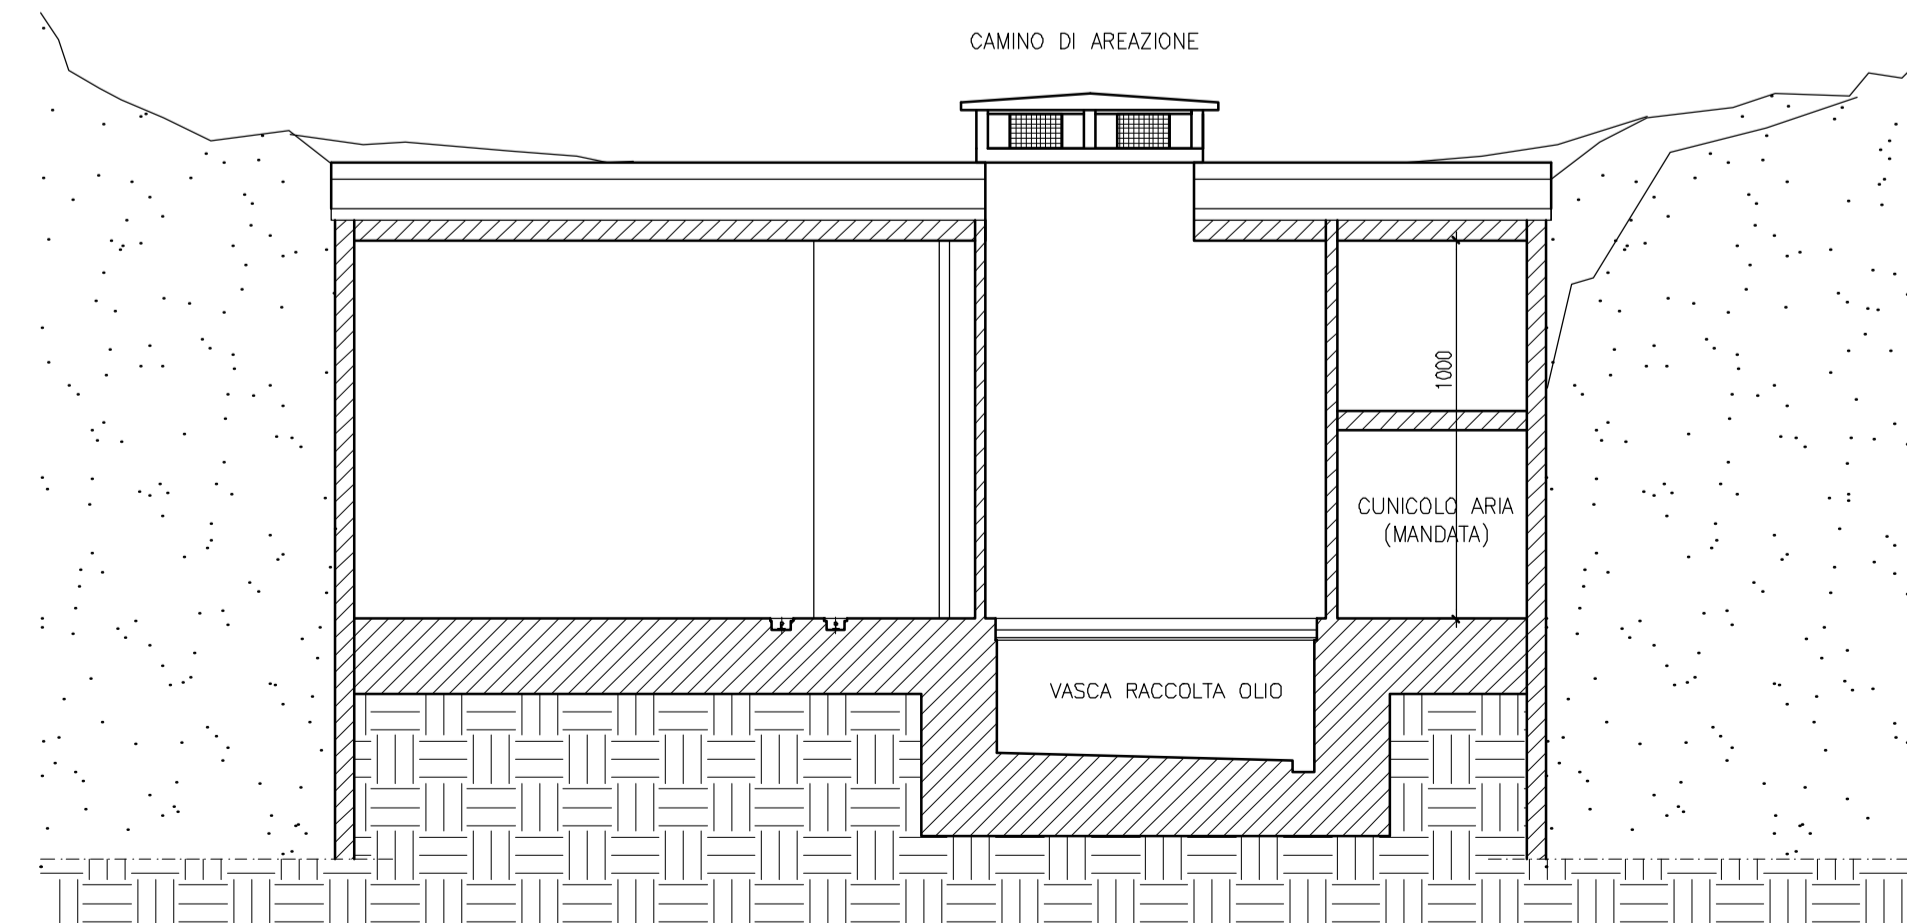 CAMINO DI AREAZIONE
1000
CUNICOLO ARIA
(MANDATA)
VASCA RACCOLTA OLIO